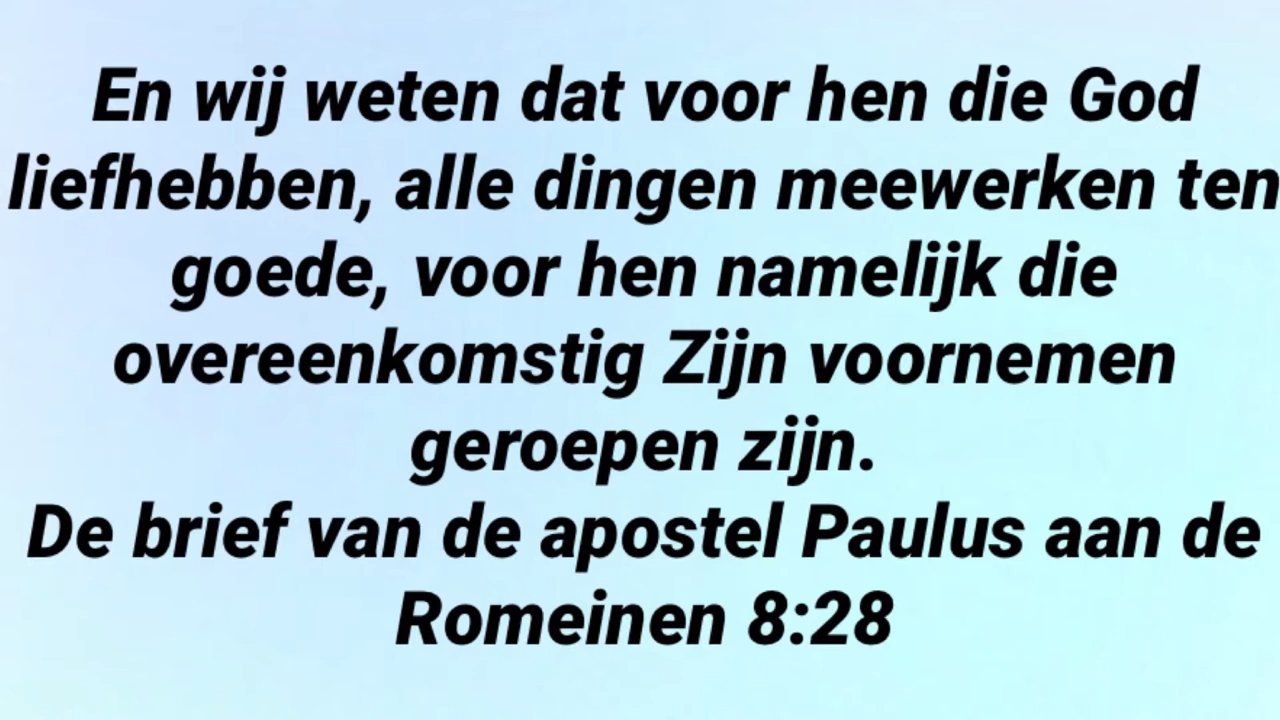 En wij weten dat voor hen die God
liefhebben, alle dingen meewerken ten
goede, voor hen namelijk die
overeenkomstig Zijn voornemen
geroepen zijn.
De brief van de apostel Paulus aan de
Romeinen 8:28